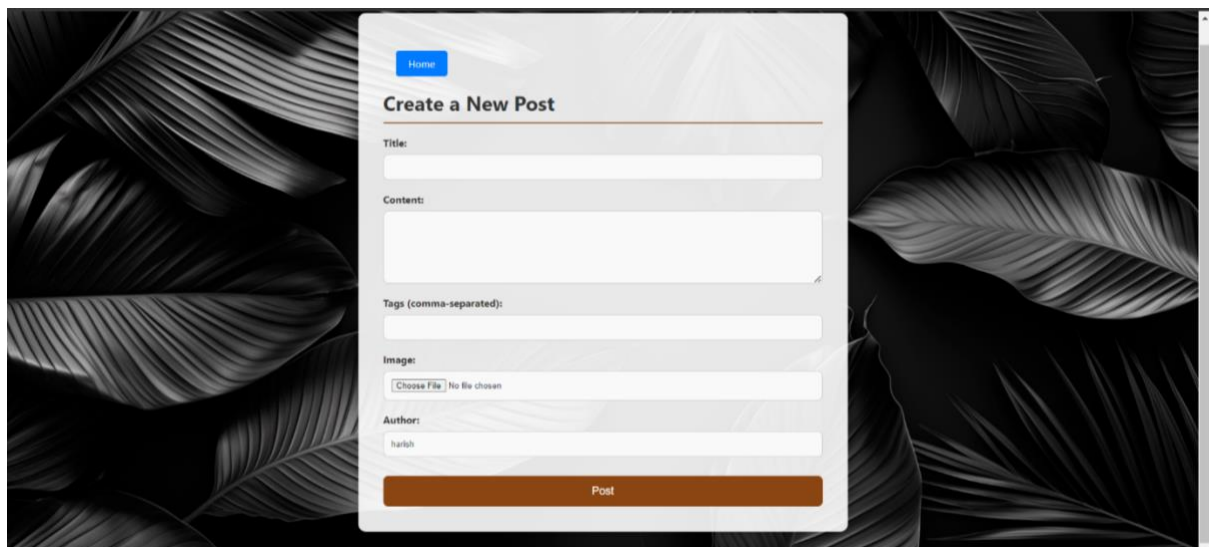 Home
Create a New Post
Title:
Content:
Tags (comma-separated):
Image:
Choose File No file chosen
Author:
harish
Post